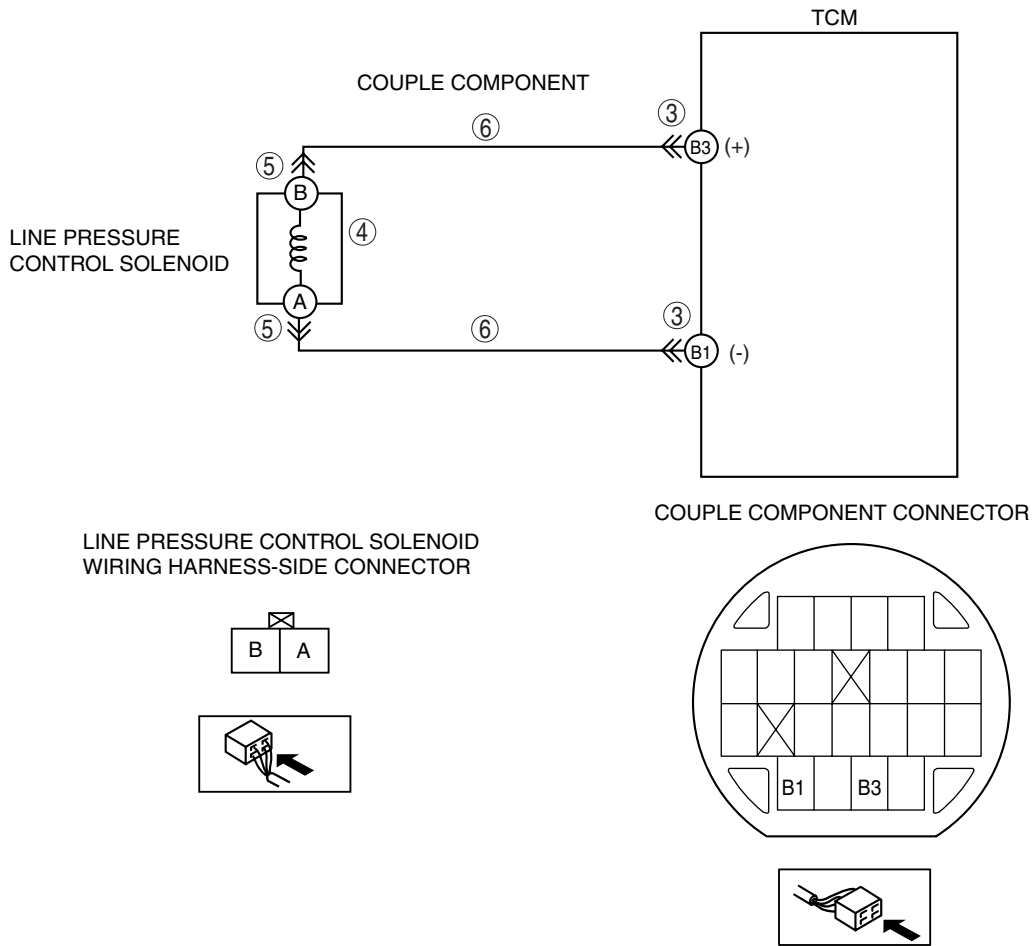 TCM
COUPLE COMPONENT
⑥
③
B3
(+)
⑤
B
④
LINE PRESSURE
CONTROL SOLENOID
A
⑤
⑥
③
B1
(-)
COUPLE COMPONENT CONNECTOR
LINE PRESSURE CONTROL SOLENOID
WIRING HARNESS-SIDE CONNECTOR
B A
B1 B3